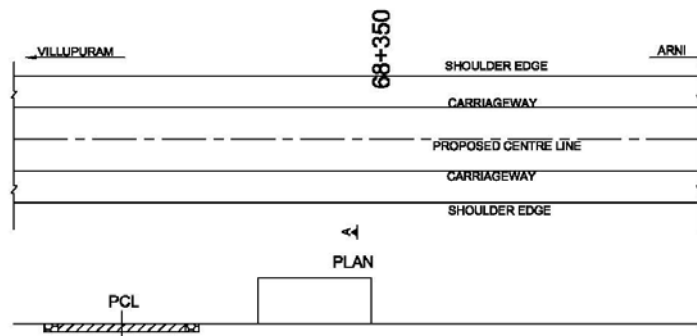 VILLUPURAM
68+350
ARNI
SHOULDER EDGE
CARRIAGEWAY
PROPOSED CENTRE LINE
CARRIAGEWAY
SHOULDER EDGE
A
PLAN
PCL